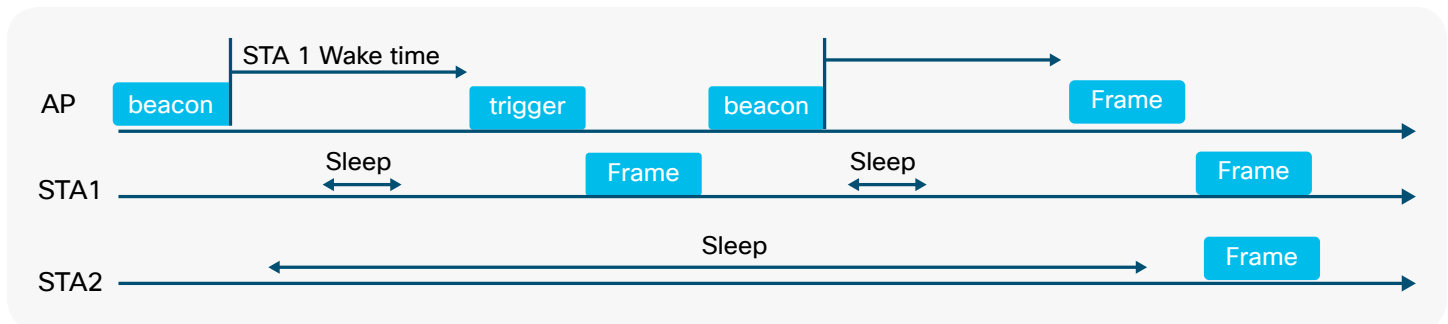 STA 1 Wake time
AP beacon trigger beacon Frame
Sleep Sleep
STA1 Frame Frame
Sleep
STA2 Frame